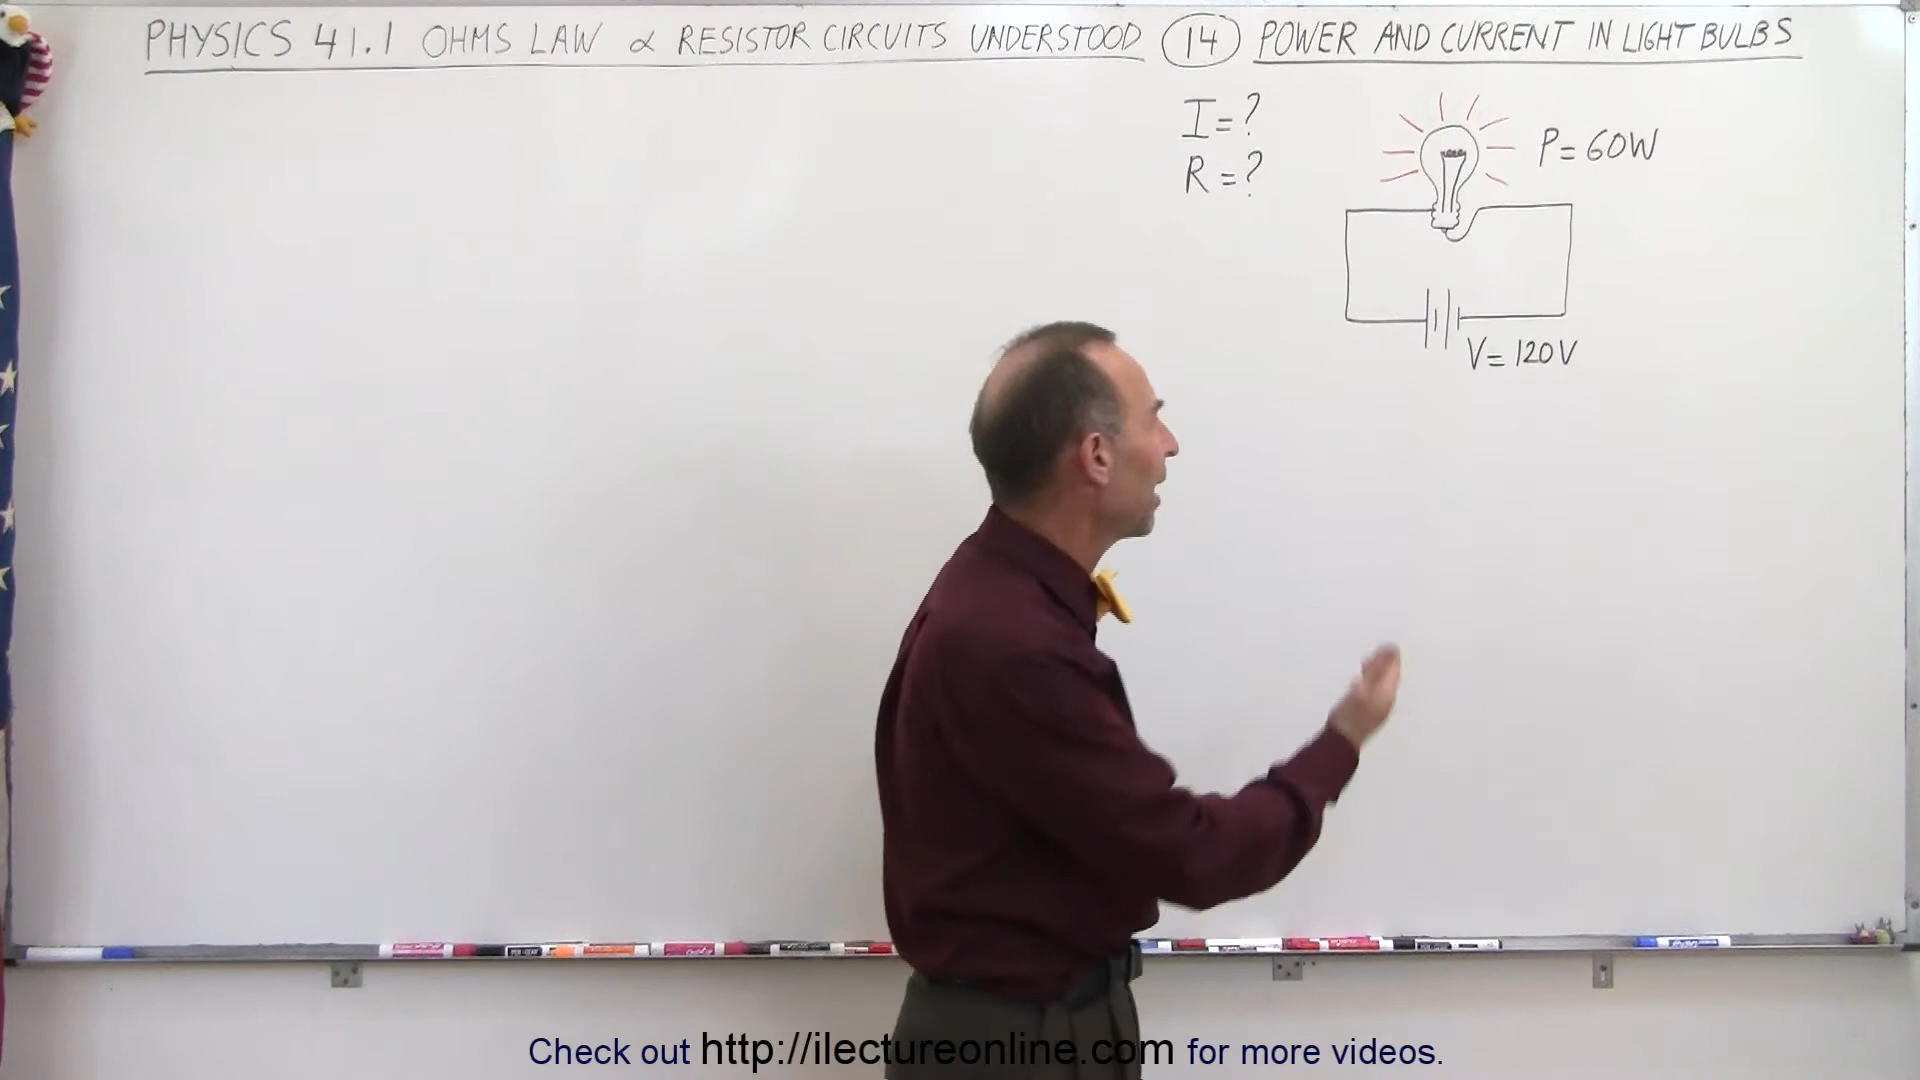 PHYSICS 41.1 OHMS LAW & RESISTOR CIRCUITS UNDERSTOOD 14 POWER AND CURRENT IN LIGHT BULBS
I=?
R=?
P=60W
V=120V
Check out http://ilectureonline.com for more videos.